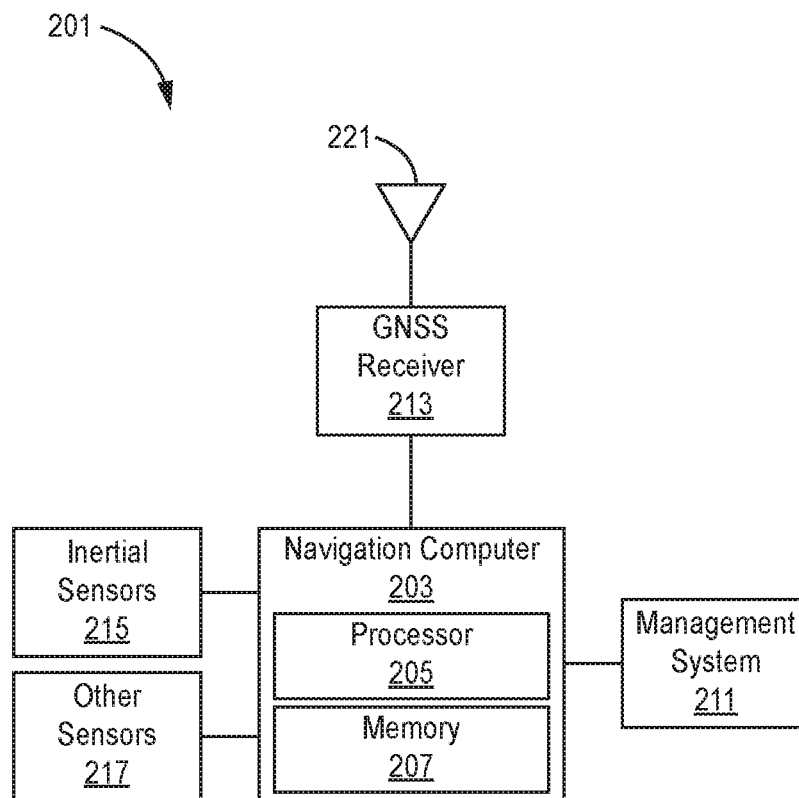 201
221
GNSS
Receiver
213
Inertial
Sensors
215
Navigation Computer
203
Processor
205
Management
System
211
Other
Sensors
217
Memory
207